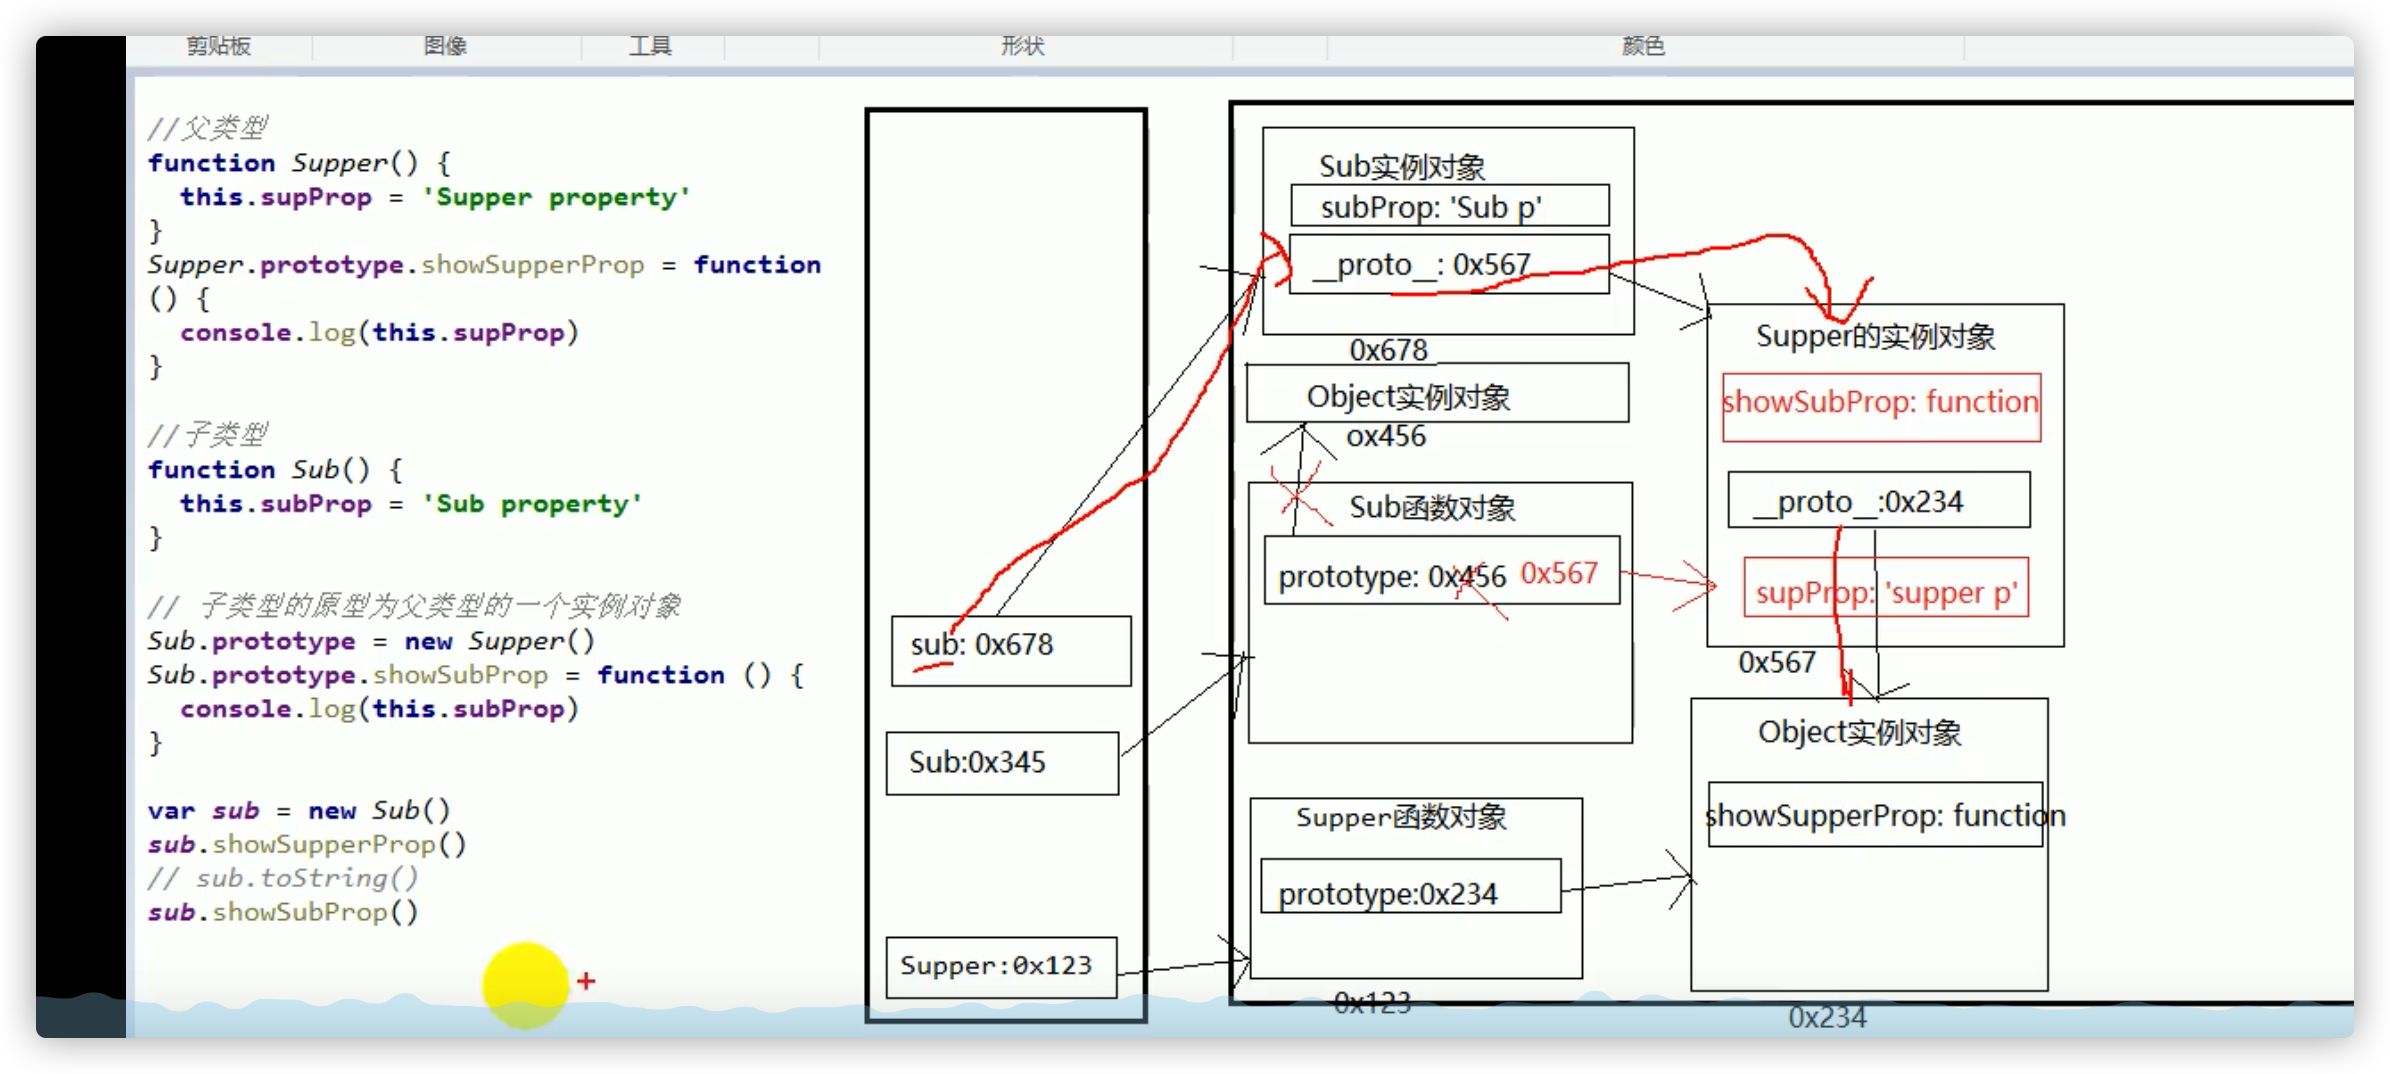 剪贴板
图像
工具
形状
颜色
//父类型
function Supper() {
this.supProp = 'Supper property'
}
Supper.prototype.showSupperProp = function
() {
console.log(this.supProp)
}
//子类型
function Sub() {
this.subProp = 'Sub property'
}
// 子类型的原型为父类型的一个实例对象
Sub.prototype = new Supper()
Sub.prototype.showSubProp = function () {
console.log(this.subProp)
}
var sub = new Sub()
sub.showSupperProp()
// sub.toString()
sub.showSubProp()
sub: 0x678
Sub:0x345
Supper:0x123
Sub实例对象
subProp: 'Sub p'
__proto__: 0x567
0x678
Object实例对象
ox456
Sub函数对象
prototype: 0x456 0x567
Supper函数对象
prototype:0x234
0x123
Supper的实例对象
showSubProp: function
__proto__:0x234
supProp: 'supper p'
0x567
Object实例对象
showSupperProp: function
0x234